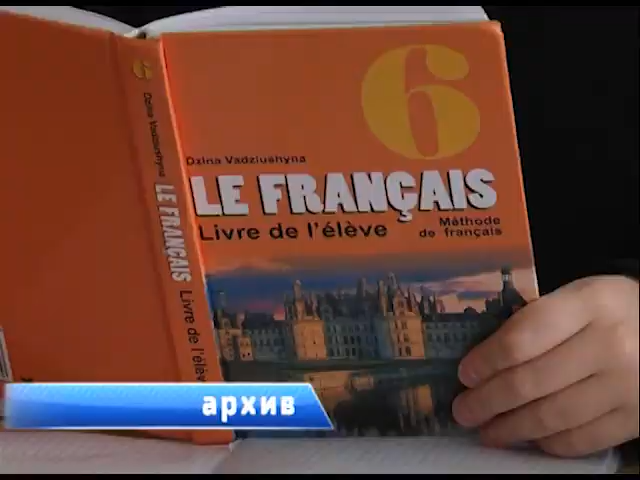 6
Dzina Vadziushyna
LE FRANÇAIS
Livre de l'élève
Méthode
de français
6
Dzina Vadziushyna
LE FRANÇAIS
Livre de l'élève
архив